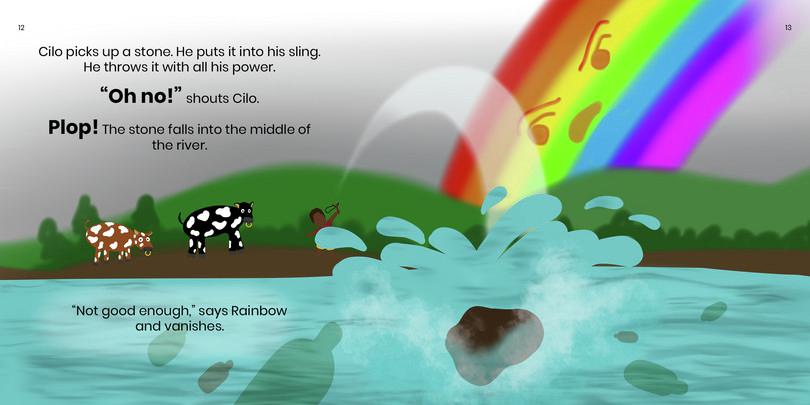 12
13
Cilo picks up a stone. He puts it into his sling.
He throws it with all his power.
“Oh no!” shouts Cilo.
Plop! The stone falls into the middle of
the river.
“Not good enough,” says Rainbow
and vanishes.